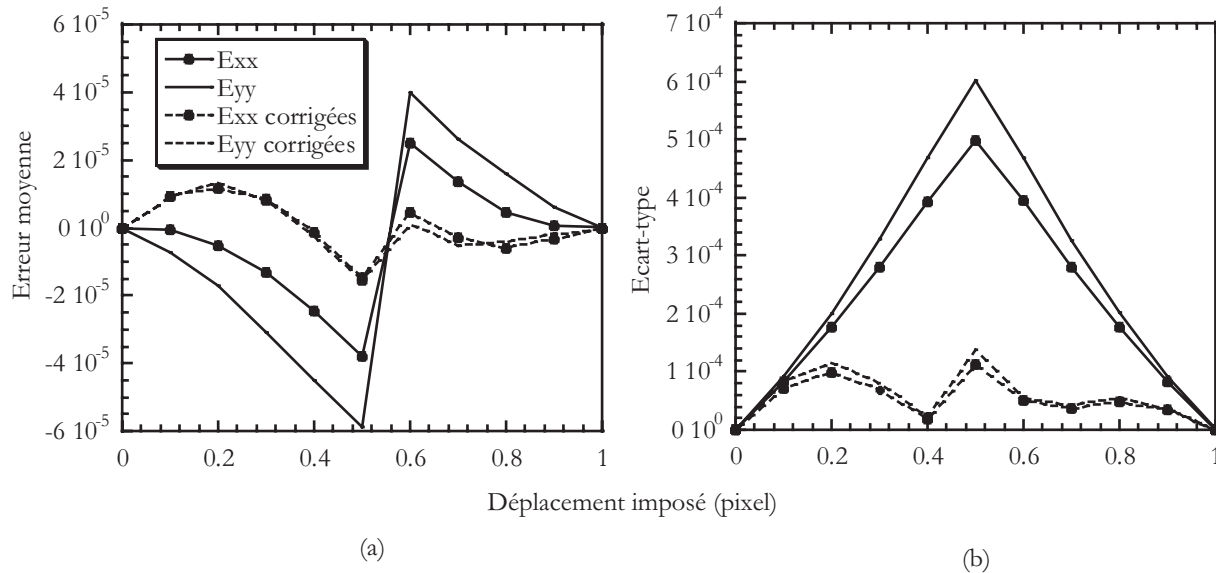 6 10-5
4 10-5
2 10-5
0 100
-2 10-5
-4 10-5
-6 10-5
Erreur moyenne
Exx
Eyy
Exx corrigées
Eyy corrigées
0 0.2 0.4 0.6 0.8 1
7 10-4
6 10-4
5 10-4
4 10-4
3 10-4
2 10-4
1 10-4
0 100
Ecart-type
0 0.2 0.4 0.6 0.8 1
Déplacement imposé (pixel)
(a)
(b)